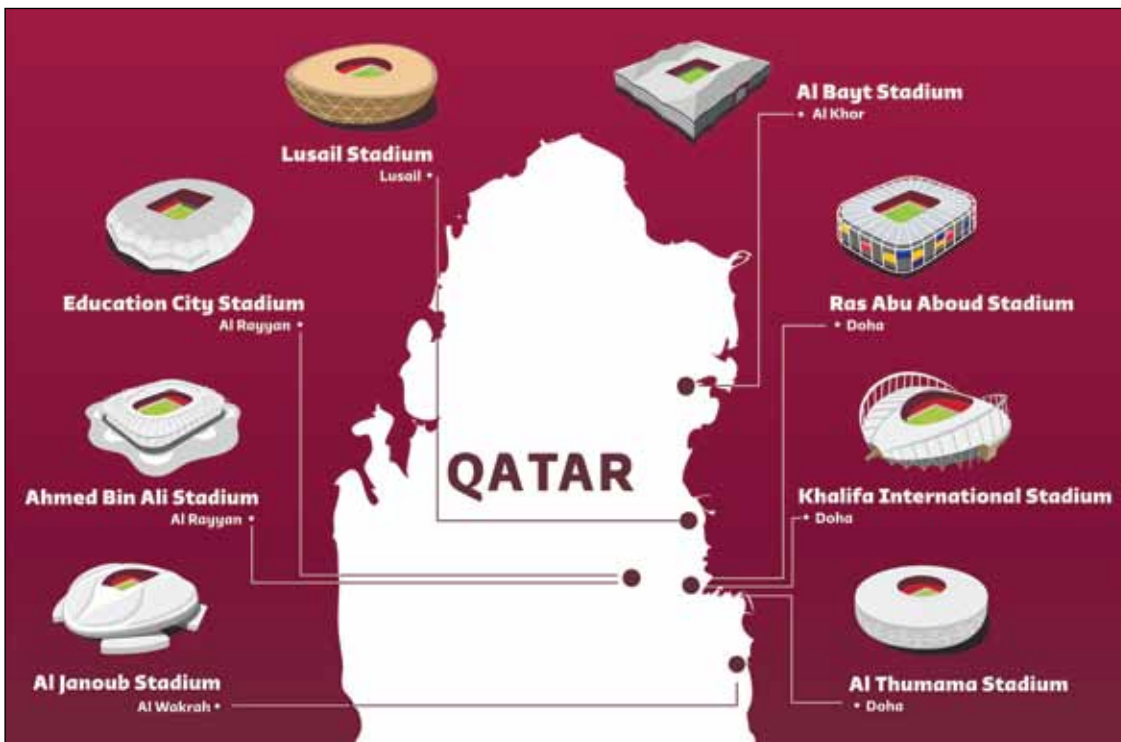 Lusail Stadium
Lusail
Al Bayt Stadium
Al Khor
Education City Stadium
Al Rayyan
Ras Abu Aboud Stadium
Doha
QATAR
Ahmed Bin Ali Stadium
Al Rayyan
Khalifa International Stadium
Doha
Al Janoub Stadium
Al Wakrah
Al Thumama Stadium
Doha